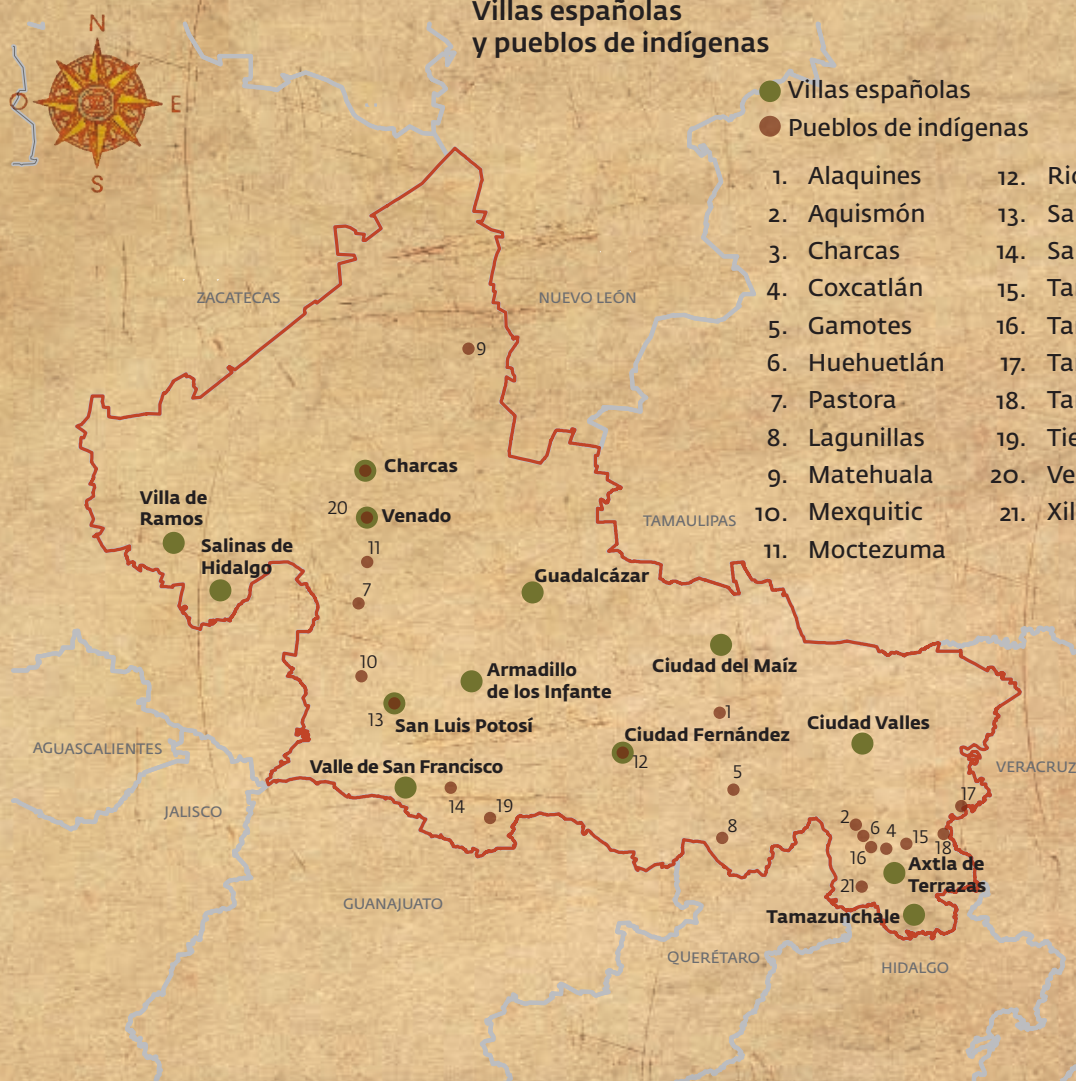 Villas españolas
y pueblos de indígenas
N
O
E
S
Villas españolas
Pueblos de indígenas
1. Alaquines
2. Aquismón
3. Charcas
4. Coxcatlán
5. Gamotes
6. Huehuetlán
7. Pastora
8. Lagunillas
9. Matehuala
10. Mexquitic
11. Moctezuma
12.
13.
14.
15.
16.
17.
18.
19.
20.
21.
ZACATECAS
NUEVO LEÓN
9
Charcas
Villa de
Ramos
20
Venado
TAMAULIPAS
Salinas de
Hidalgo
11
Guadalcázar
7
Ciudad del Maíz
10
Armadillo
de los Infante
13
San Luis Potosí
1
Ciudad Fernández
12
Ciudad Valles
AGUASCALIENTES
Valle de San Francisco
VERACRUZ
5
JALISCO
14
19
17
8
2
6
4
15
18
16
Axtla de
Terrazas
21
Tamazunchale
GUANAJUATO
QUERÉTARO
HIDALGO